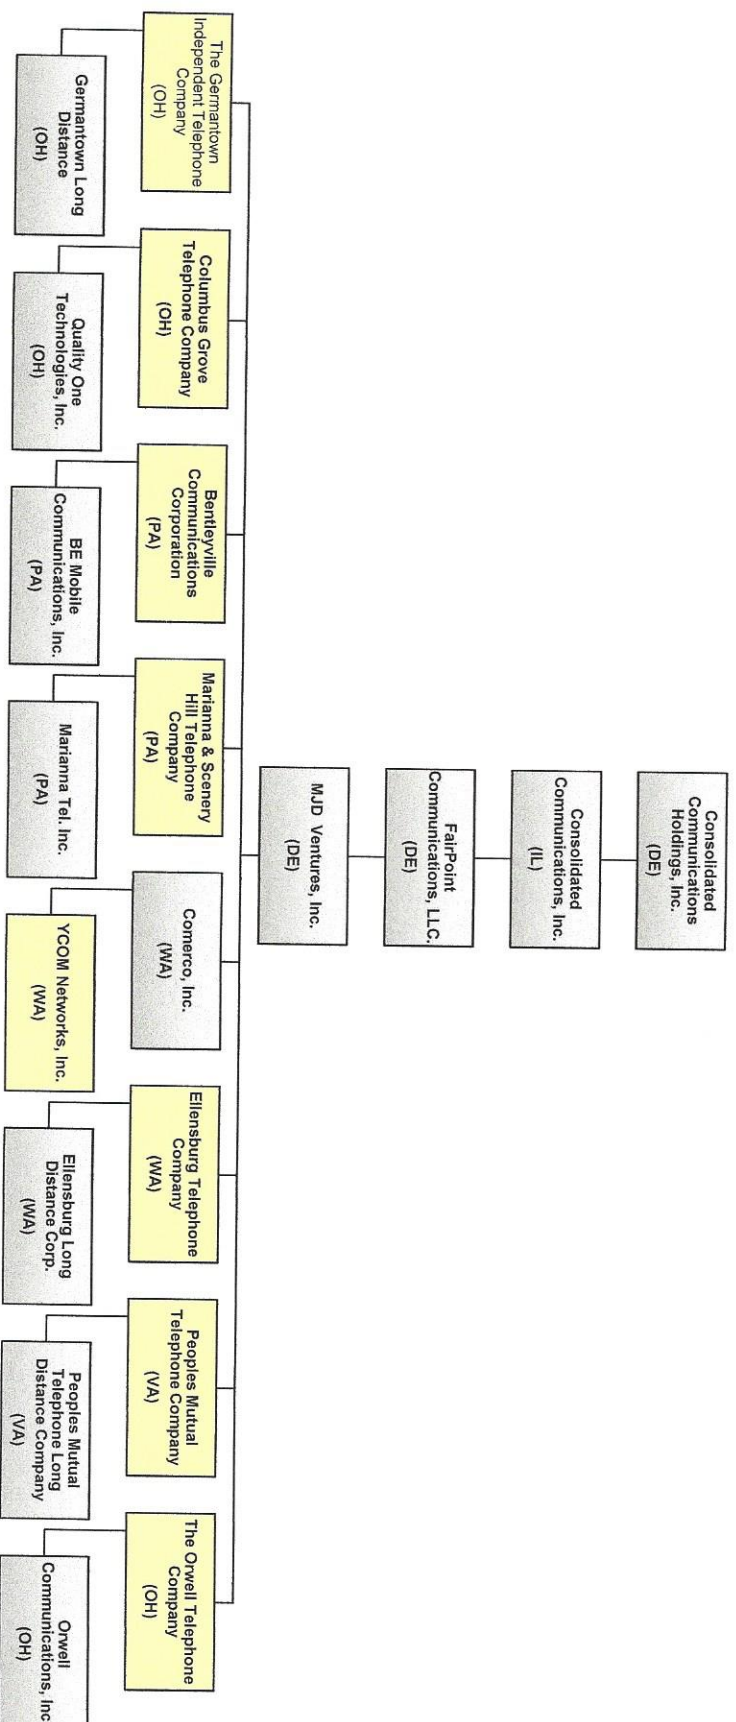 Consolidated
Communications
Holdings, Inc.
(DE)
Consolidated
Communications, Inc.
(IL)
FairPoint
Communications, LLC.
(DE)
MJD Ventures, Inc.
(DE)
The Germantown
Independent Telephone
Company
(OH)
Columbus Grove
Telephone Company
(OH)
Bentleyville
Communications
Corporation
(PA)
Marianna & Scenery
Hill Telephone
Company
(PA)
Comerco, Inc.
(WA)
Ellensburg Telephone
Company
(WA)
Peoples Mutual
Telephone Company
(VA)
The Orwell Telephone
Company
(OH)
Germantown Long
Distance
(OH)
Quality One
Technologies, Inc.
(OH)
BE Mobile
Communications, Inc.
(PA)
Marianna Tel. Inc.
(PA)
YCOM Networks, Inc.
(WA)
Ellensburg Long
Distance Corp.
(WA)
Peoples Mutual
Telephone Long
Distance Company
(VA)
Orwell
Communications, Inc
(OH)